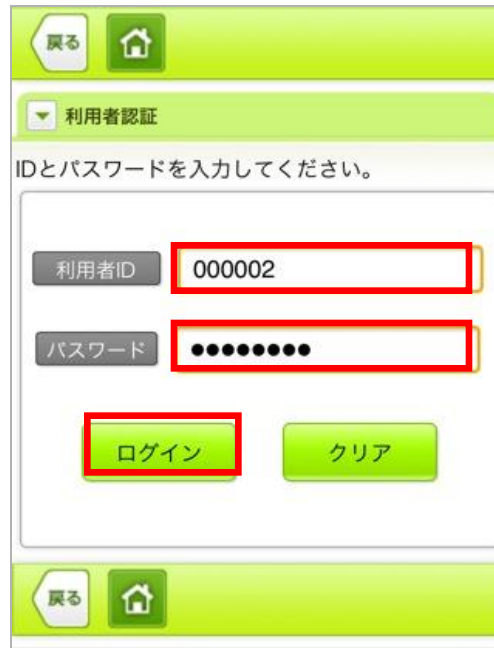 戻る
利用者認証
IDとパスワードを入力してください。
利用者ID 000002
パスワード ●●●●●●●●
ログイン クリア
戻る